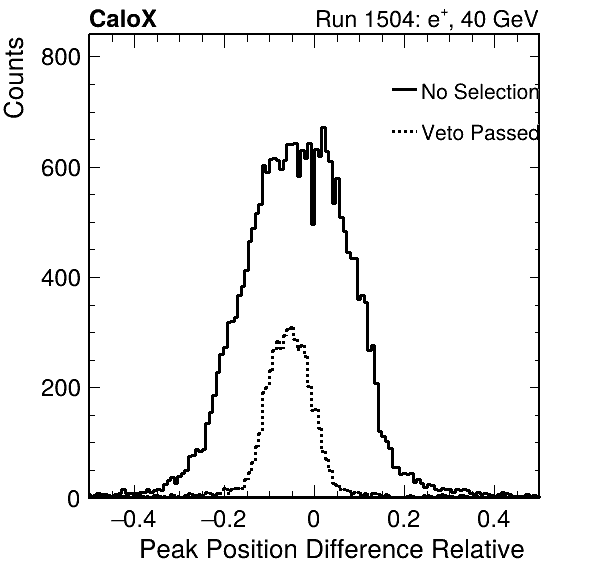 CaloX Run 1504: e⁺, 40 GeV
Counts
800
600
400
200
0
No Selection
Veto Passed
−0.4 −0.2 0 0.2 0.4
Peak Position Difference Relative